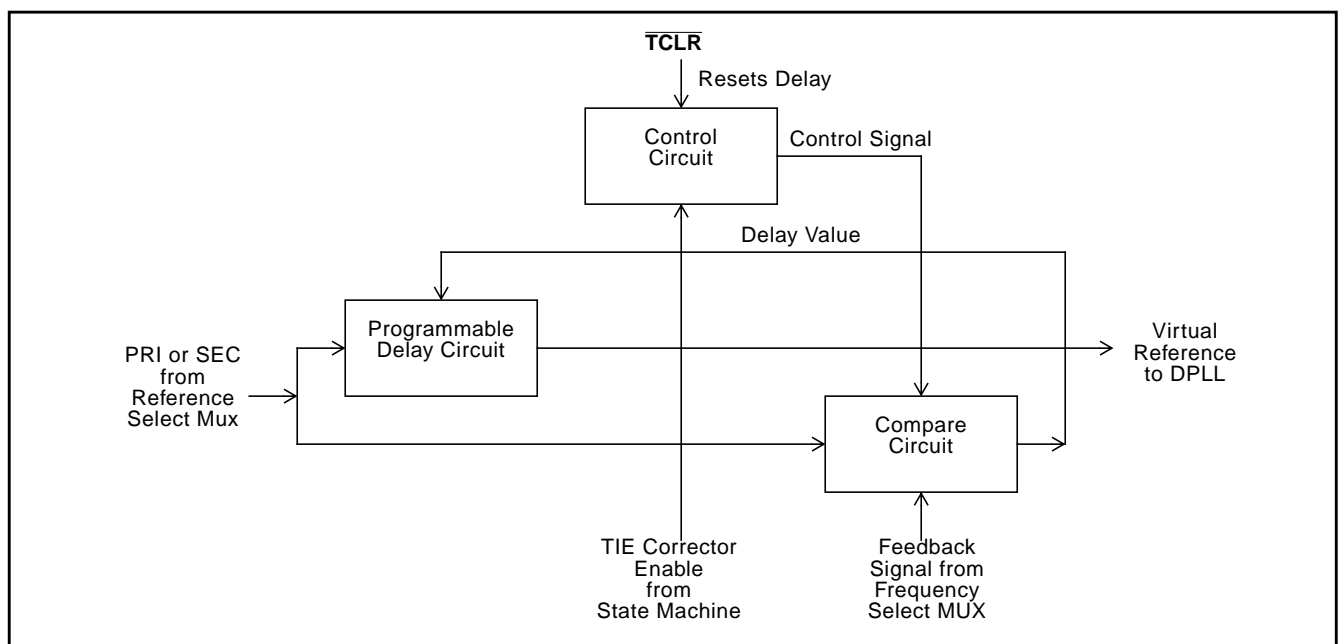 TCLR
Resets Delay
Control
Circuit
Control Signal
Delay Value
Programmable
Delay Circuit
PRI or SEC
from
Reference
Select Mux
Virtual
Reference
to DPLL
Compare
Circuit
TIE Corrector
Enable
from
State Machine
Feedback
Signal from
Frequency
Select MUX